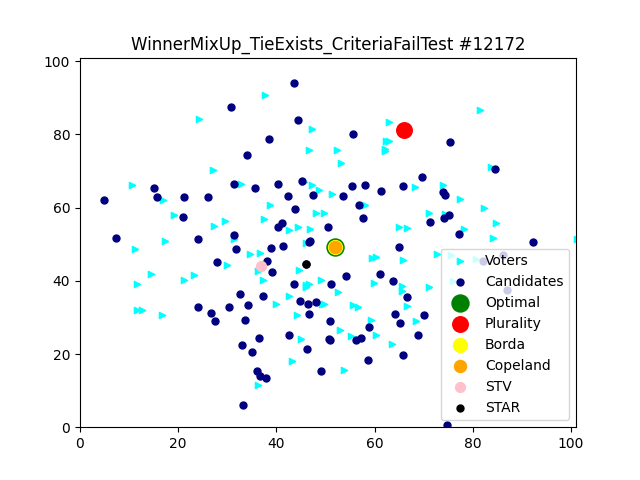 WinnerMixUp_TieExists_CriteriaFailTest #12172
100
80
60
40
20
0
0
20
40
60
80
100
Voters
Candidates
Optimal
Plurality
Borda
Copeland
STV
STAR